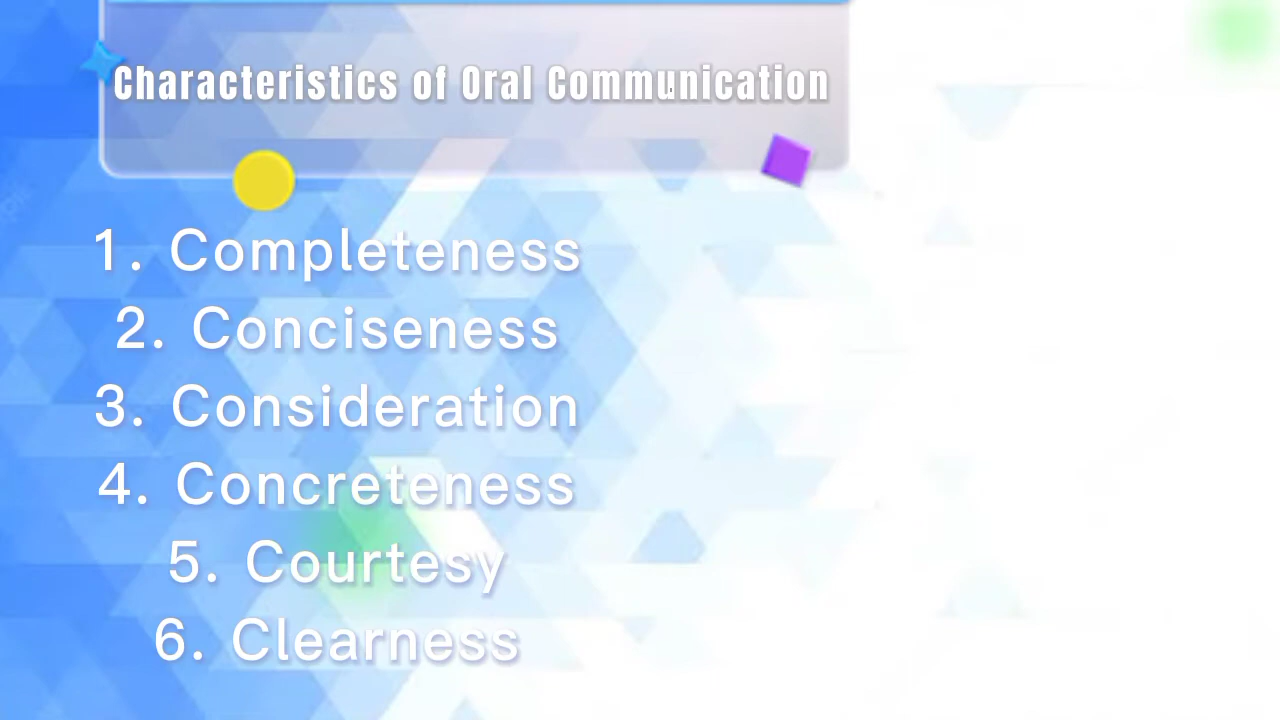 Characteristics of Oral Communication
1. Completeness
2. Conciseness
3. Consideration
4. Concreteness
5. Courtesy
6. Clearness